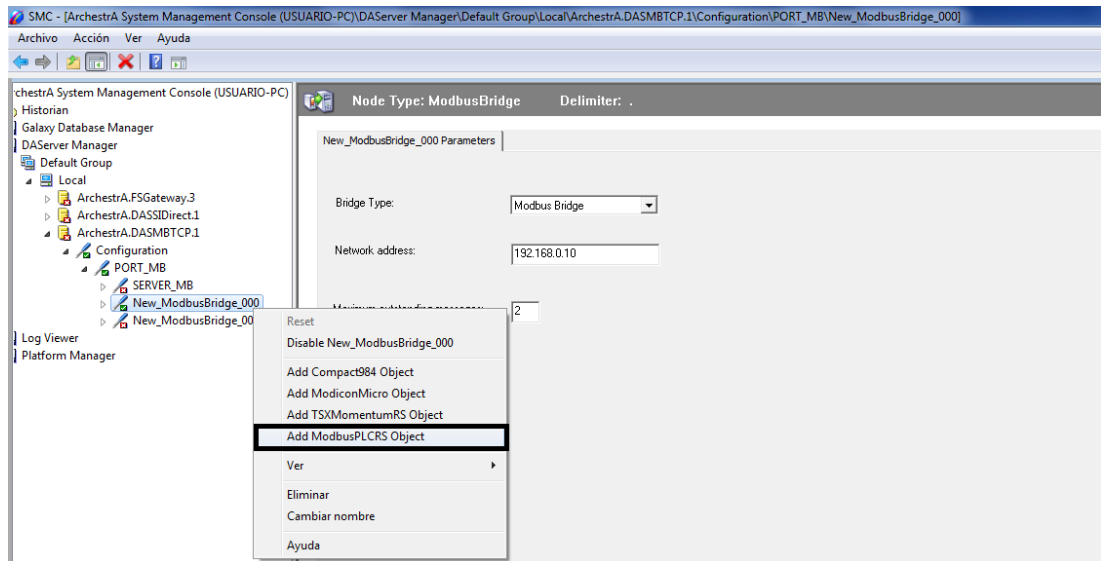 SMC - [ArchestrA System Management Console (USUARIO-PC)\DAServer Manager\Default Group\Local\ArchestrA.DASMBTCP.1\Configuration\PORT_MB\New_ModbusBridge_000]
Archivo Acción Ver Ayuda
chestrA System Management Console (USUARIO-PC)
Historian
Galaxy Database Manager
DAServer Manager
Default Group
Local
ArchestrA.FSGateway.3
ArchestrA.DASSIDirect.1
ArchestrA.DASMBTCP.1
Configuration
PORT_MB
SERVER_MB
New_ModbusBridge_000
New_ModbusBridge_00
Log Viewer
Platform Manager
Node Type: ModbusBridge Delimiter: .
New_ModbusBridge_000 Parameters
Bridge Type: Modbus Bridge
Network address: 192.168.0.10
2
Reset
Disable New_ModbusBridge_000
Add Compact984 Object
Add ModiconMicro Object
Add TSXMomentumRS Object
Add ModbusPLCRS Object
Ver
Eliminar
Cambiar nombre
Ayuda